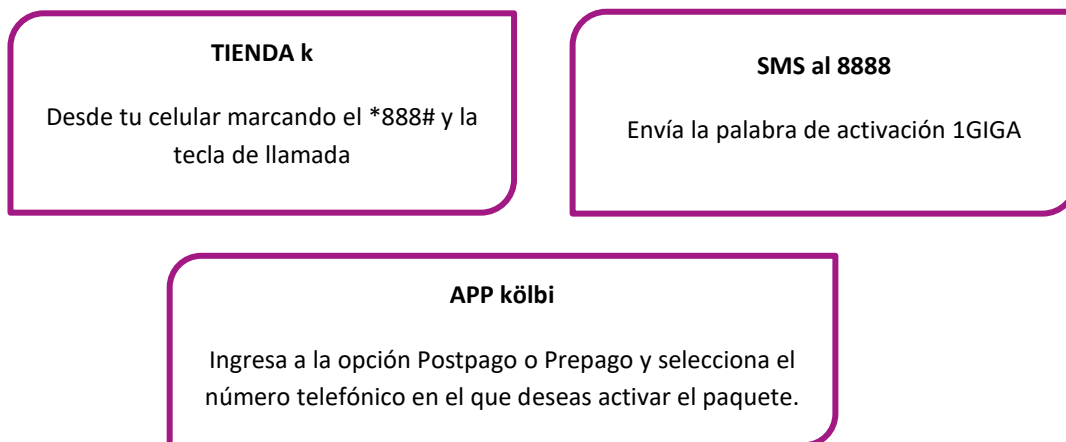 TIENDA k
Desde tu celular marcando el *888# y la
tecla de llamada
SMS al 8888
Envía la palabra de activación 1GIGA
APP kölbi
Ingresa a la opción Postpago o Prepago y selecciona el
número telefónico en el que deseas activar el paquete.